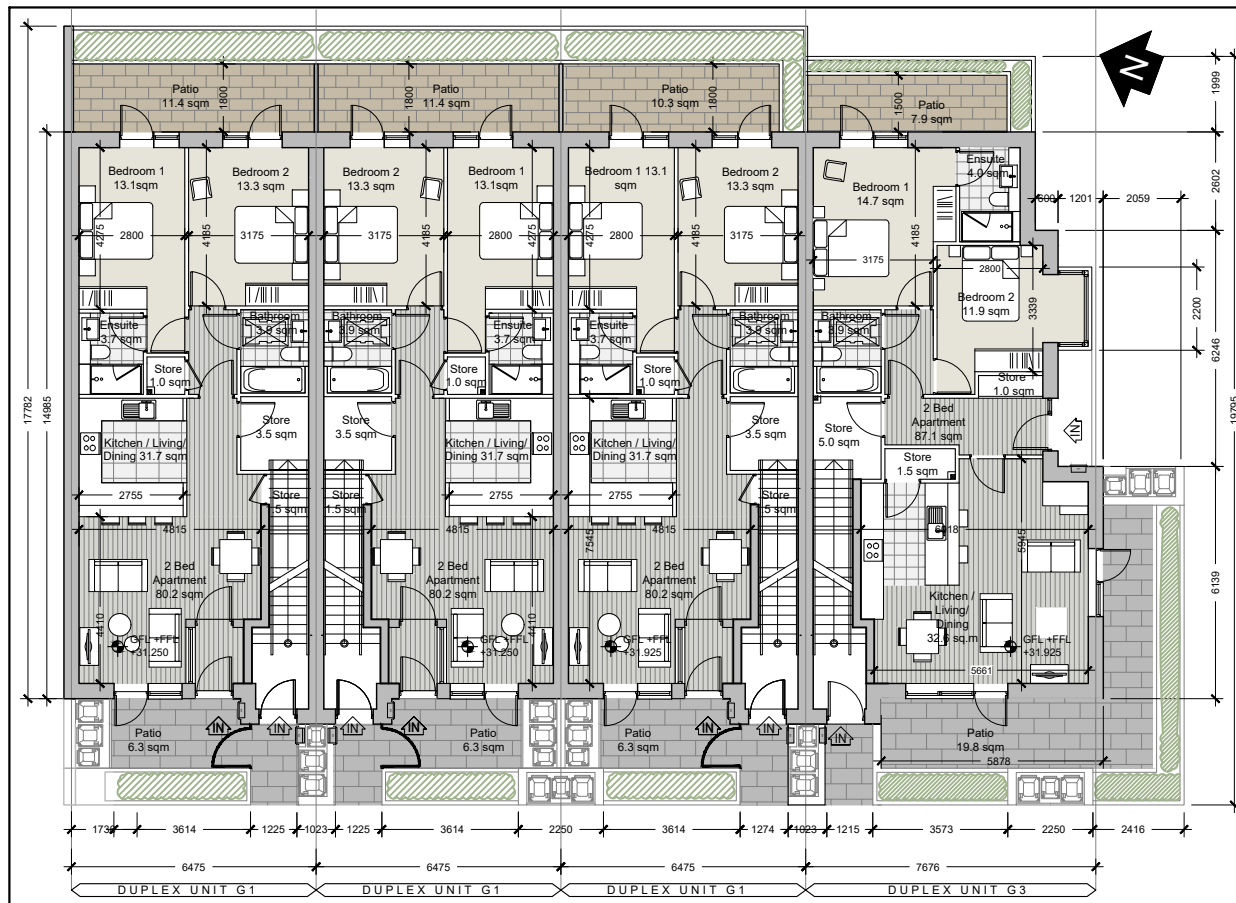 N
Patio
11.4 sqm
1800
Patio
11.4 sqm
1800
Patio
10.3 sqm
1800
Patio
7.9 sqm
1500
1999
Bedroom 1
13.1sqm
Bedroom 2
13.3 sqm
Bedroom 2
13.3 sqm
Bedroom 1
13.1sqm
Bedroom 1 13.1
sqm
Bedroom 2
13.3 sqm
Bedroom 1
14.7 sqm
Ensuite
4.0 sqm
2602
600
1201
2059
4275
2800
3175
4185
3175
4185
2800
4275
4275
2800
3175
4185
3175
4185
2800
Bedroom 2
11.9 sqm
3339
2200
6246
Ensuite
3.7 sqm
Bathroom
3.9 sqm
Bathroom
3.9 sqm
Ensuite
3.7 sqm
Ensuite
3.7 sqm
Bathroom
3.9 sqm
Bathroom
3.9 sqm
Store
1.0 sqm
Store
1.0 sqm
Store
1.0 sqm
Store
1.0 sqm
17782
14985
19795
Store
3.5 sqm
Store
3.5 sqm
Store
3.5 sqm
Store
5.0 sqm
2 Bed
Apartment
87.1 sqm
IN
Kitchen / Living/
Dining 31.7 sqm
Kitchen / Living/
Dining 31.7 sqm
Kitchen / Living/
Dining 31.7 sqm
Store
1.5 sqm
2755
2755
2755
Store
.5 sqm
Store
1.5 sqm
Store
.5 sqm
4815
4815
4815
7545
6018
5945
6139
2 Bed
Apartment
80.2 sqm
2 Bed
Apartment
80.2 sqm
2 Bed
Apartment
80.2 sqm
Kitchen /
Living/
Dining
32.6 sq.m
4410
4410
GFL +FFL
+31.250
GFL +FFL
+31.250
GFL +FFL
+31.925
GFL +FFL
+31.925
5661
Patio
6.3 sqm
IN
IN
IN
IN
Patio
6.3 sqm
Patio
6.3 sqm
IN
IN
IN
Patio
19.8 sqm
5878
1736
3614
1225
1023
1225
3614
2250
3614
1274
1023
1215
3573
2250
2416
6475
6475
6475
7676
DUPLEX UNIT G1
DUPLEX UNIT G1
DUPLEX UNIT G1
DUPLEX UNIT G3